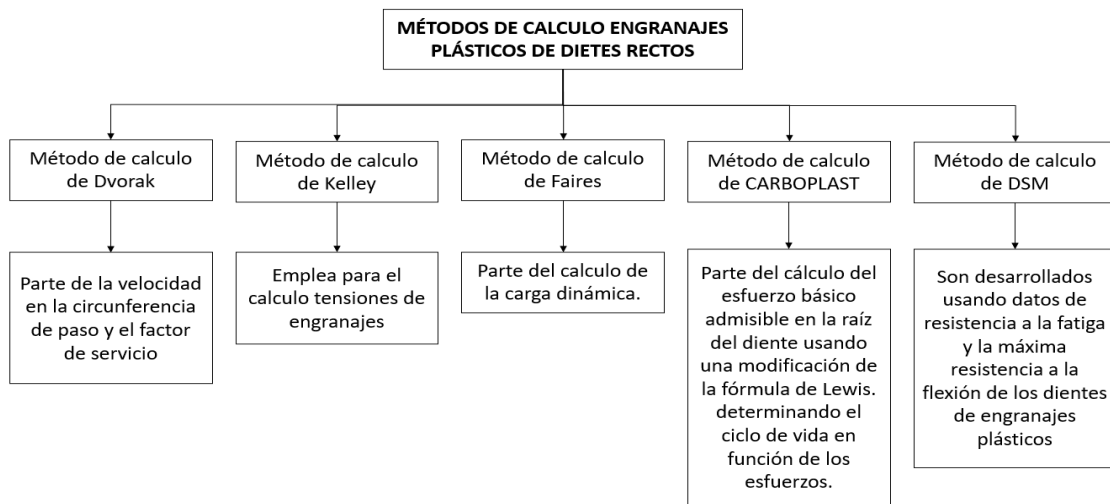 MÉTODOS DE CALCULO ENGRANAJES
PLÁSTICOS DE DIETES RECTOS
Método de calculo
de Dvorak
Método de calculo
de Kelley
Método de calculo
de Faires
Método de calculo
de CARBOPLAST
Método de calculo
de DSM
Parte de la velocidad
en la circunferencia
de paso y el factor
de servicio
Emplea para el
calculo tensiones de
engranajes
Parte del calculo de
la carga dinámica.
Parte del cálculo del
esfuerzo básico
admisible en la raíz
del diente usando
una modificación de
la fórmula de Lewis.
determinando el
ciclo de vida en
función de los
esfuerzos.
Son desarrollados
usando datos de
resistencia a la fatiga
y la máxima
resistencia a la
flexión de los dientes
de engranajes
plásticos